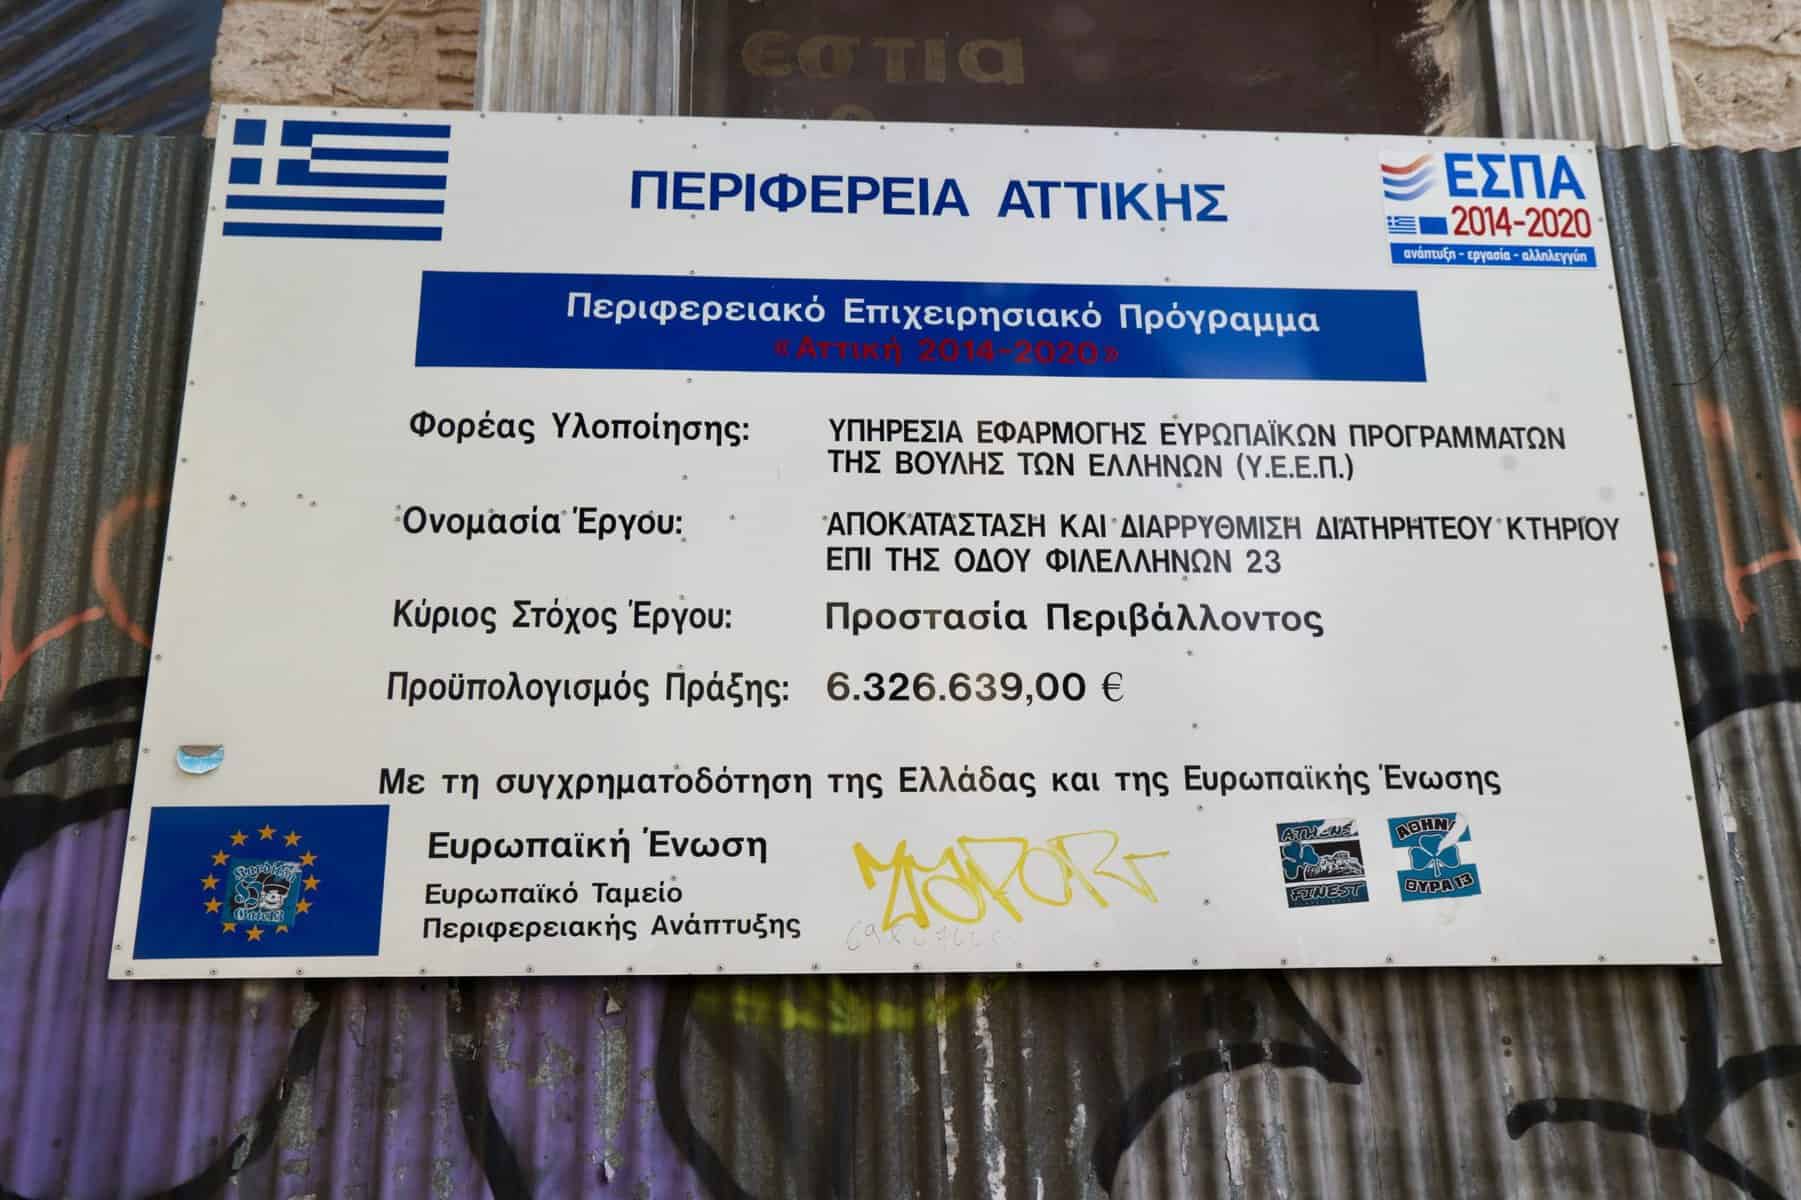 εστια
ΠΕΡΙΦΕΡΕΙΑ ΑΤΤΙΚΗΣ
ΕΣΠΑ
2014-2020
ανάπτυξη - εργασία - αλληλεγγύη
Περιφερειακό Επιχειρησιακό Πρόγραμμα
«Αττική 2014-2020»
Φορέας Υλοποίησης: ΥΠΗΡΕΣΙΑ ΕΦΑΡΜΟΓΗΣ ΕΥΡΩΠΑΪΚΩΝ ΠΡΟΓΡΑΜΜΑΤΩΝ
ΤΗΣ ΒΟΥΛΗΣ ΤΩΝ ΕΛΛΗΝΩΝ (Υ.Ε.Ε.Π.)
Ονομασία Έργου: ΑΠΟΚΑΤΑΣΤΑΣΗ ΚΑΙ ΔΙΑΡΡΥΘΜΙΣΗ ΔΙΑΤΗΡΗΤΕΟΥ ΚΤΗΡΙΟΥ
ΕΠΙ ΤΗΣ ΟΔΟΥ ΦΙΛΕΛΛΗΝΩΝ 23
Κύριος Στόχος Έργου: Προστασία Περιβάλλοντος
Προϋπολογισμός Πράξης: 6.326.639,00 €
Με τη συγχρηματοδότηση της Ελλάδας και της Ευρωπαϊκής Ένωσης
Ευρωπαϊκή Ένωση
Ευρωπαϊκό Ταμείο
Περιφερειακής Ανάπτυξης
ATHENS
FINEST
ΑΘΗΝΑ
ΘΥΡΑ 13